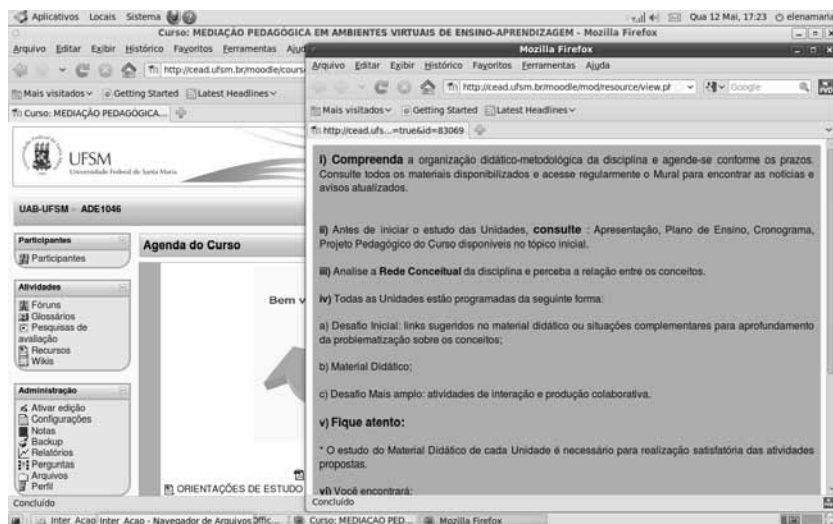 Aplicativos Locais Sistema
Qua 12 Mai, 17:23 elenamaria
Curso: MEDIAÇÃO PEDAGÓGICA EM AMBIENTES VIRTUAIS DE ENSINO-APRENDIZAGEM - Mozilla Firefox
Arquivo Editar Exibir Histórico Favoritos Ferramentas Ajud
http://cead.ufsm.br/moodle/cours
Mais visitados Getting Started Latest Headlines
Curso: MEDIAÇÃO PEDAGÓGICA...
UFSM
Universidade Federal de Santa Maria
UAB-UFSM ADE1046
Participantes
Participantes
Atividades
Fóruns
Glossários
Pesquisas de
avaliação
Recursos
Wikis
Administração
Ativar edição
Configurações
Notas
Backup
Relatórios
Perguntas
Arquivos
Perfil
Agenda do Curso
Bem v
ORIENTAÇÕES DE ESTUDO
Concluído
Mozilla Firefox
Arquivo Editar Exibir Histórico Favoritos Ferramentas Ajuda
http://cead.ufsm.br/moodle/mod/resource/view.pf
Google
Mais visitados Getting Started Latest Headlines
http://cead.ufs...=true&id=83069
i) Compreenda a organização didático-metodológica da disciplina e agende-se conforme os prazos.
Consulte todos os materiais disponibilizados e acesse regularmente o Mural para encontrar as notícias e
avisos atualizados.
ii) Antes de iniciar o estudo das Unidades, consulte : Apresentação, Plano de Ensino, Cronograma,
Projeto Pedagógico do Curso disponíveis no tópico inicial.
iii) Analise a Rede Conceitual da disciplina e perceba a relação entre os conceitos.
iv) Todas as Unidades estão programadas da seguinte forma:
a) Desafio Inicial: links sugeridos no material didático ou situações complementares para aprofundamento
da problematização sobre os conceitos;
b) Material Didático;
c) Desafio Mais amplo: atividades de interação e produção colaborativa.
v) Fique atento:
* O estudo do Material Didático de cada Unidade é necessário para realização satisfatória das atividades
propostas.
vi) Você encontrará:
Concluído
Inter Acao - Navegador de Arquivos
Curso: MEDIACAO PED...
Mozilla Firefox